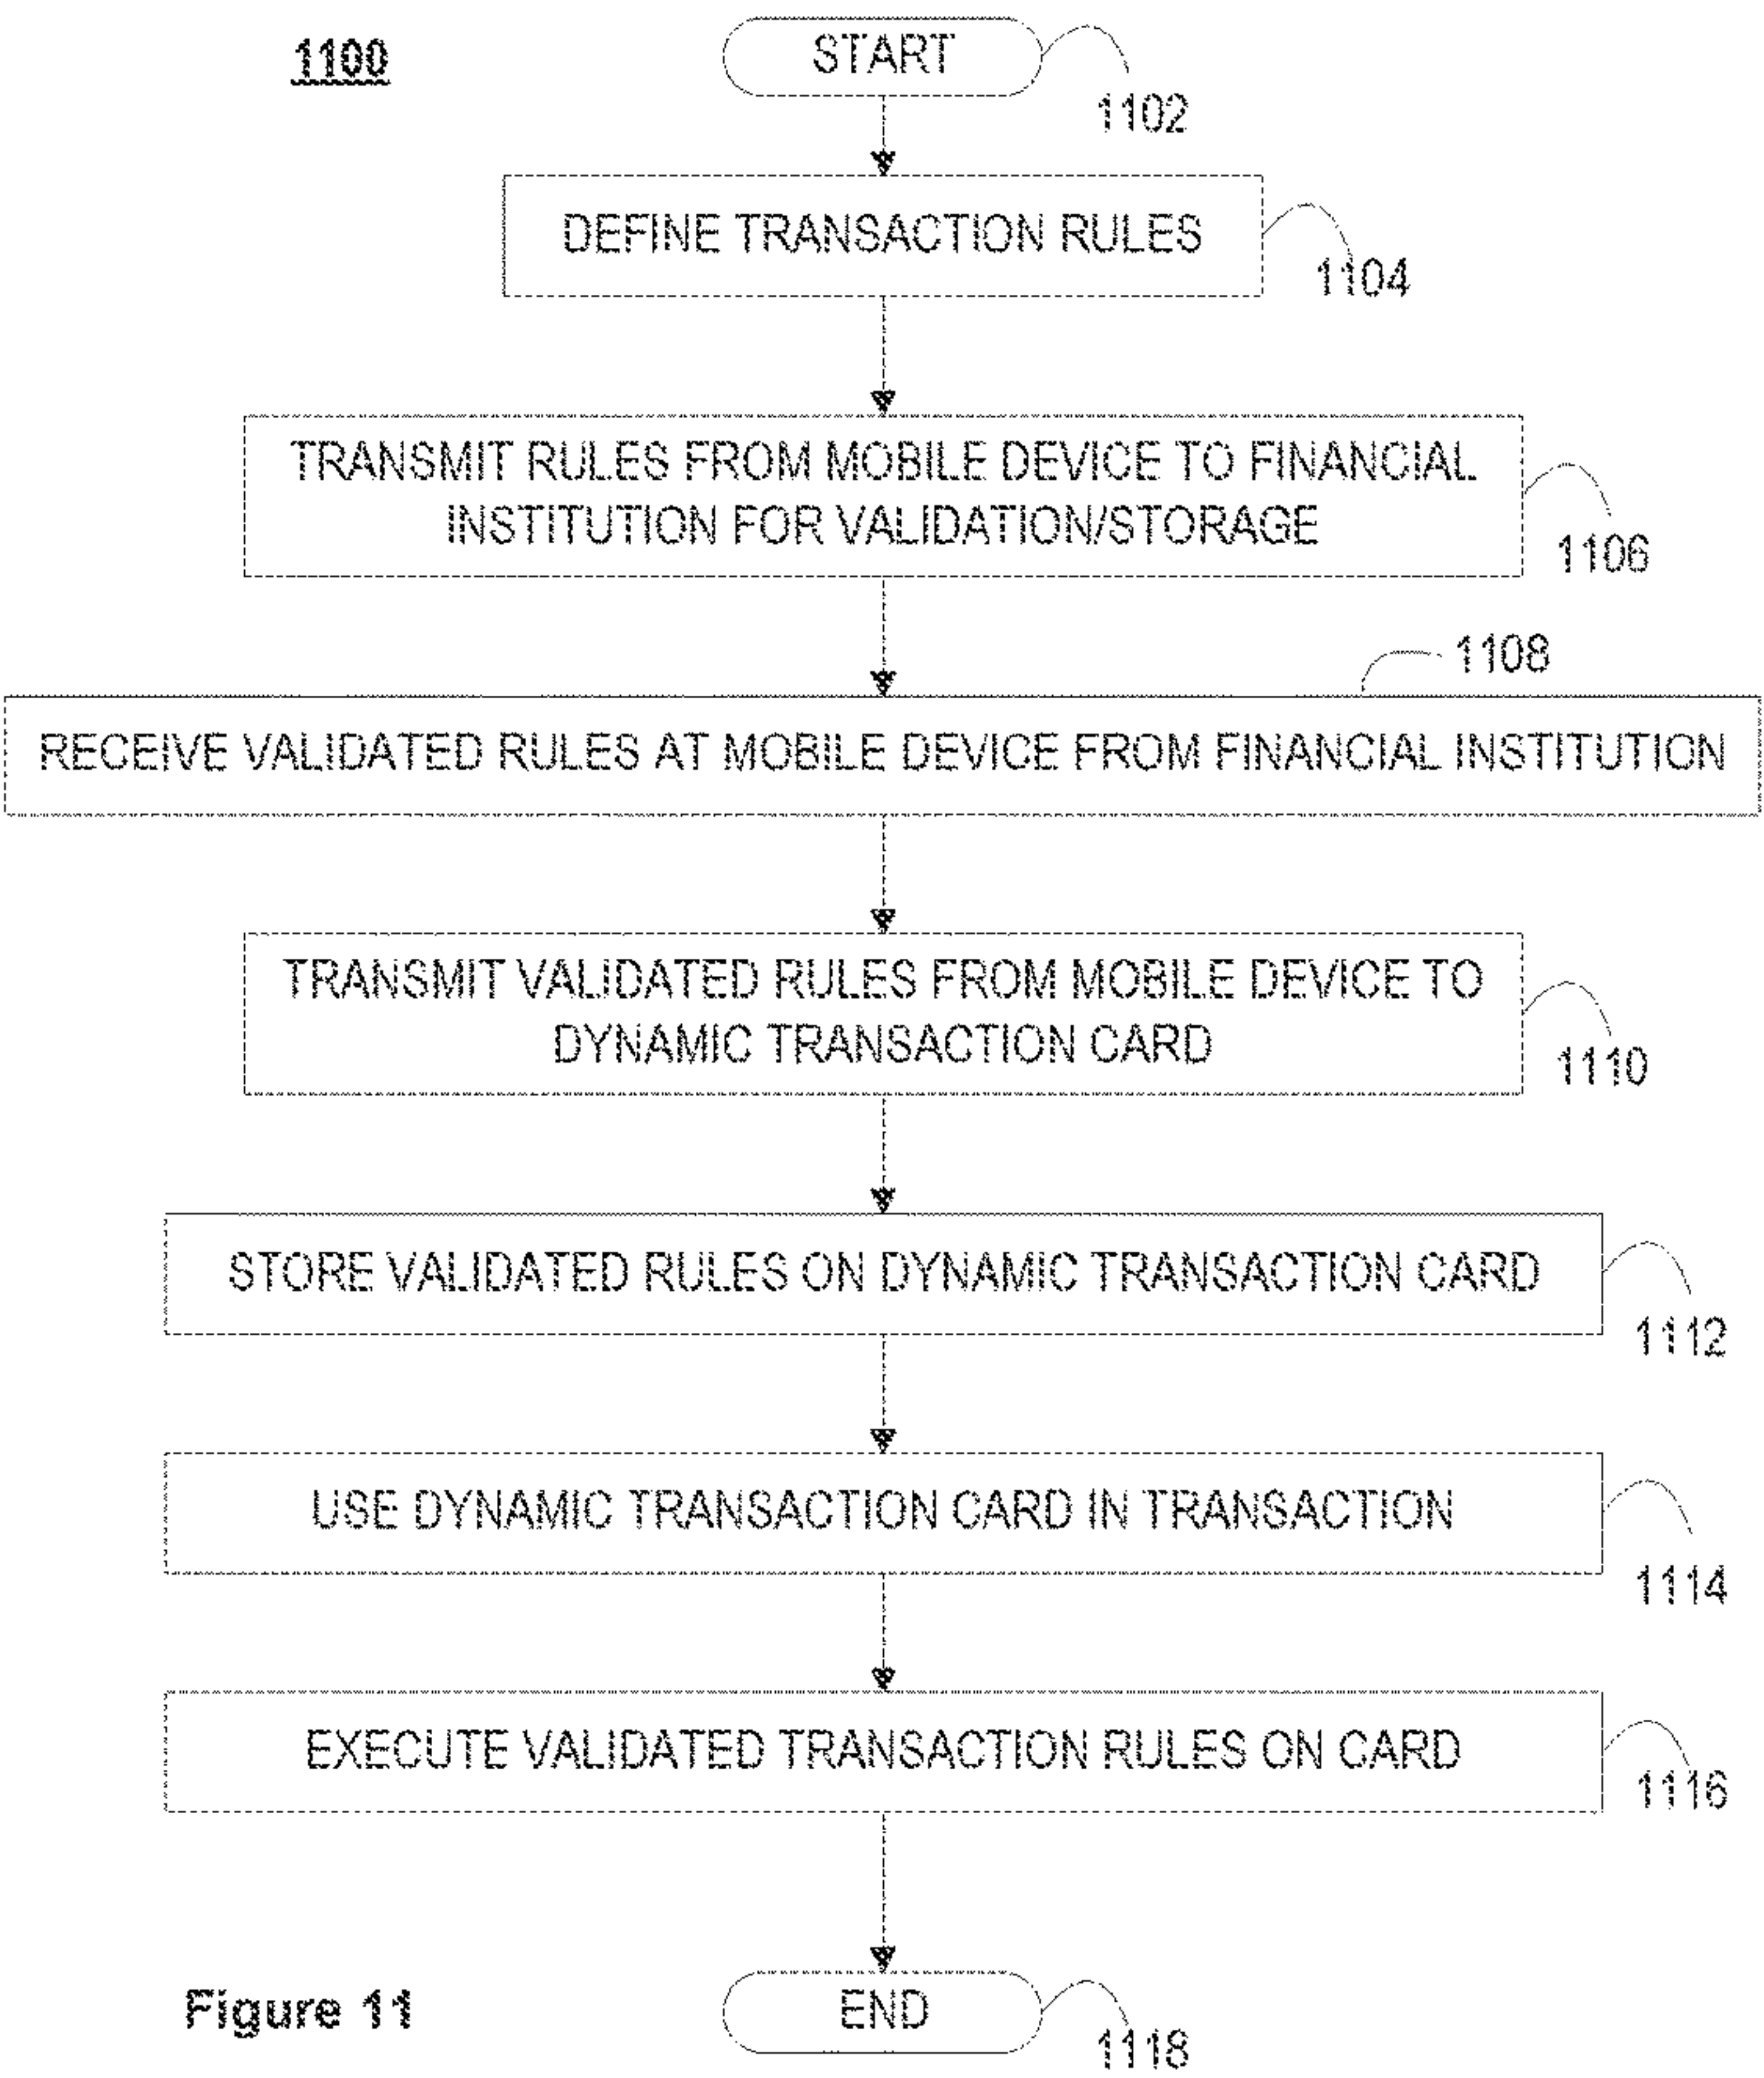 1100
START
1102
DEFINE TRANSACTION RULES
1104
TRANSMIT RULES FROM MOBILE DEVICE TO FINANCIAL
INSTITUTION FOR VALIDATION/STORAGE
1106
1108
RECEIVE VALIDATED RULES AT MOBILE DEVICE FROM FINANCIAL INSTITUTION
TRANSMIT VALIDATED RULES FROM MOBILE DEVICE TO
DYNAMIC TRANSACTION CARD
1110
STORE VALIDATED RULES ON DYNAMIC TRANSACTION CARD
1112
USE DYNAMIC TRANSACTION CARD IN TRANSACTION
1114
EXECUTE VALIDATED TRANSACTION RULES ON CARD
1116
Figure 11
END
1118